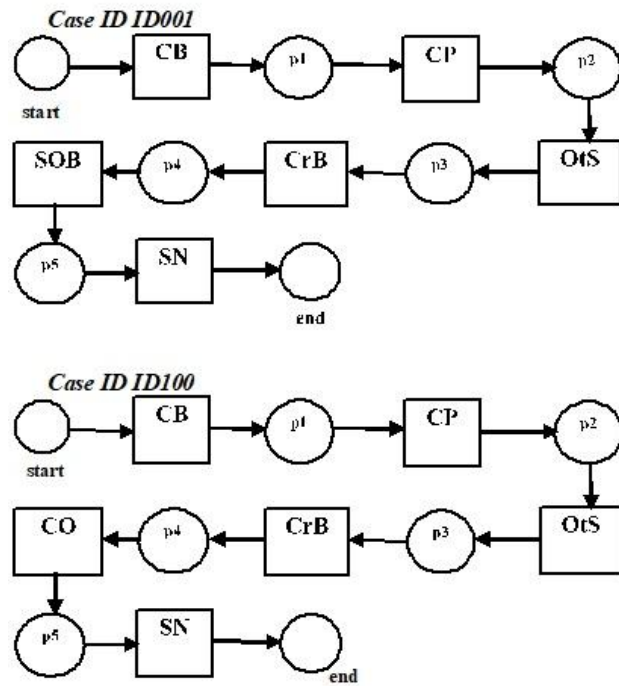 Case ID ID001
CB p1 CP p2
start
SOB p4 CrB p3 OtS
p5 SN
end
Case ID ID100
CB p1 CP p2
start
CO p4 CrB p3 OtS
p5 SN
end